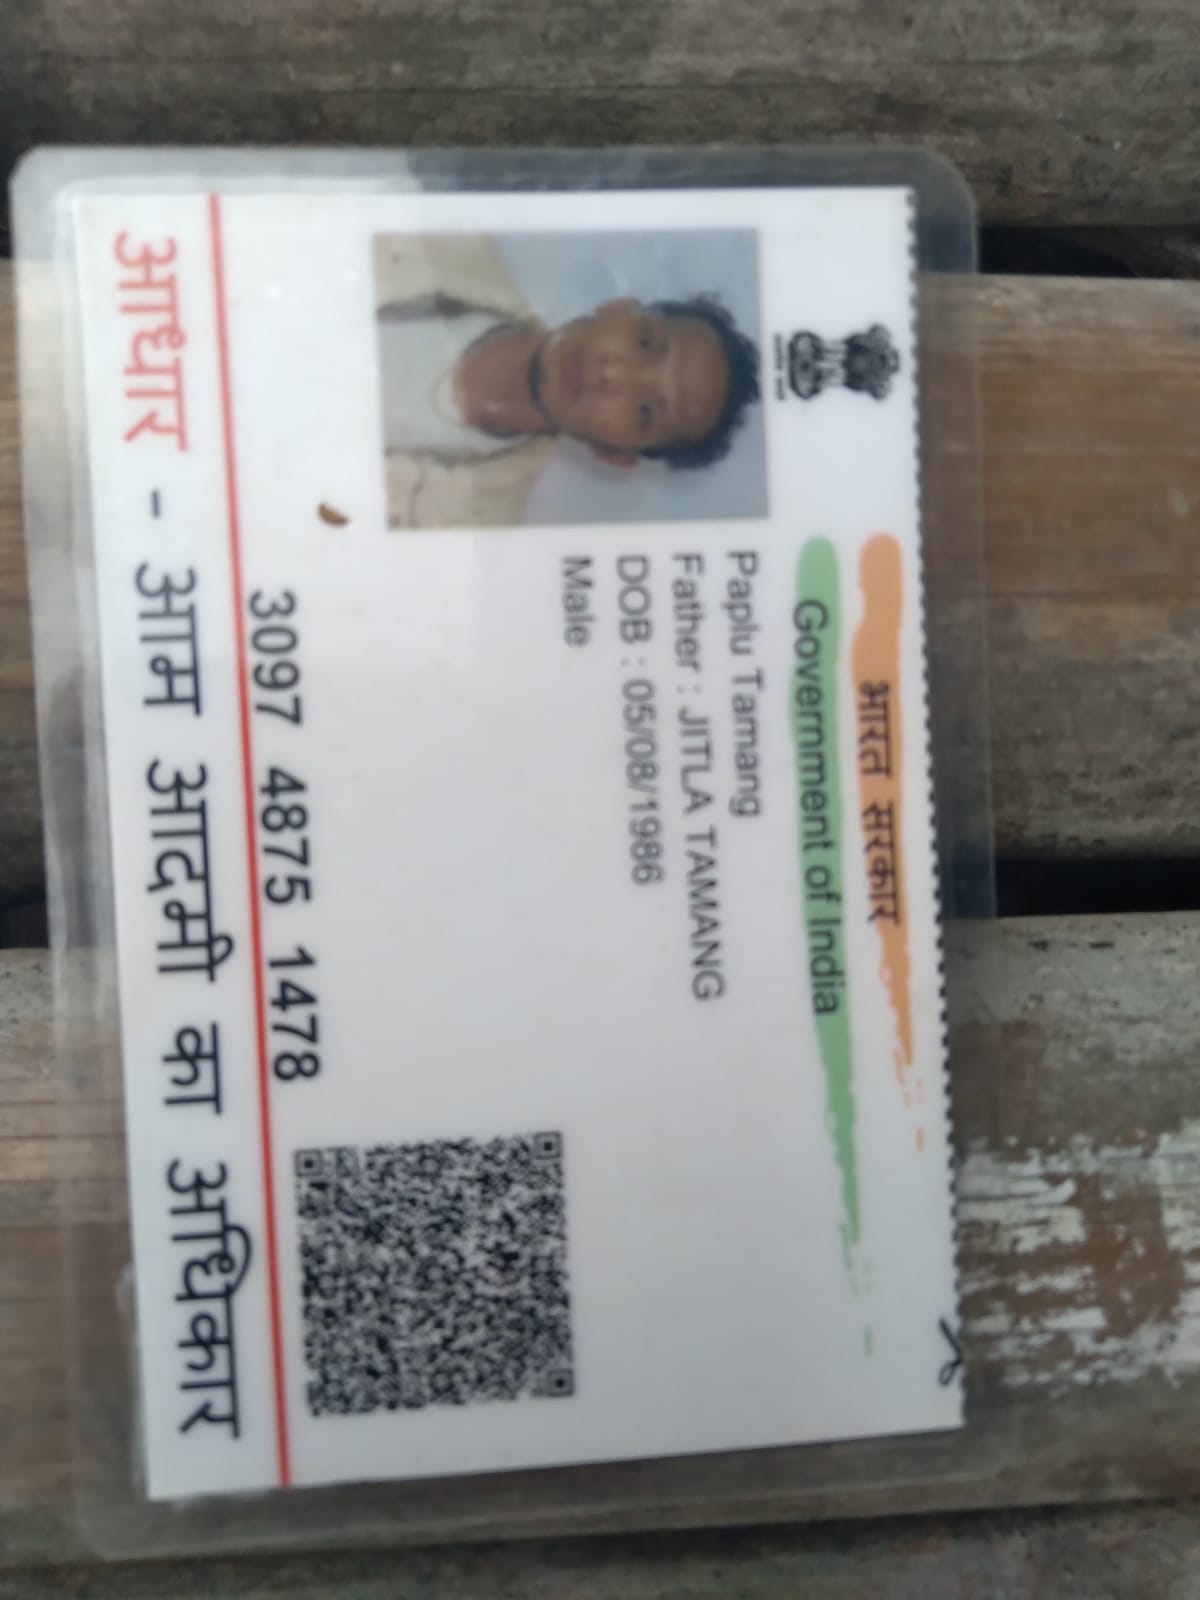 भारत सरकार
Government of India
Paplu Tamang
Father : JITLA TAMANG
DOB : 05/08/1986
Male
3097 4875 1478
आधार - आम आदमी का अधिकार